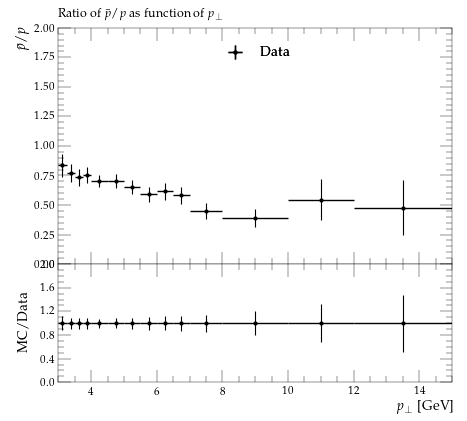 Ratio of p̄/p as function of p⊥
p̄/p
2.00
1.75
1.50
1.25
1.00
0.75
0.50
0.25
Data
MC/Data
1.6
1.2
0.8
0.4
0.0
4 6 8 10 12 14
p⊥ [GeV]